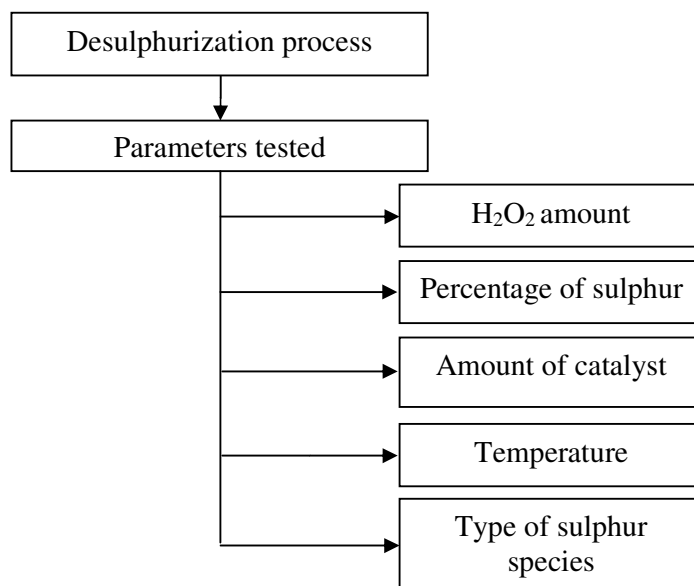 Desulphurization process
Parameters tested
H₂O₂ amount
Percentage of sulphur
Amount of catalyst
Temperature
Type of sulphur
species